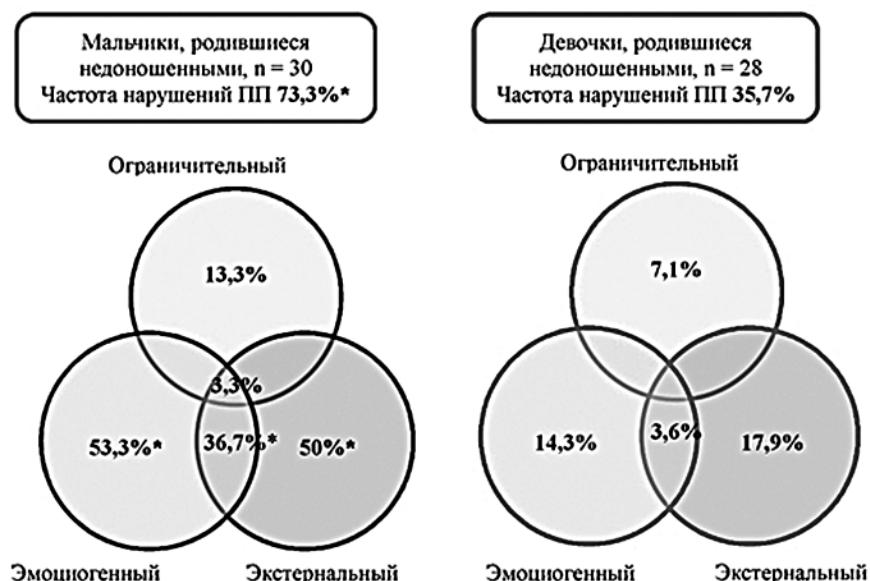 Мальчики, родившиеся
недоношенными, n = 30
Частота нарушений ПП 73,3%*
Ограничительный
13,3%
3,3%
53,3%*
36,7%*
50%*
Эмоциогенный
Экстернальный
Девочки, родившиеся
недоношенными, n = 28
Частота нарушений ПП 35,7%
Ограничительный
7,1%
14,3%
3,6%
17,9%
Эмоциогенный
Экстернальный